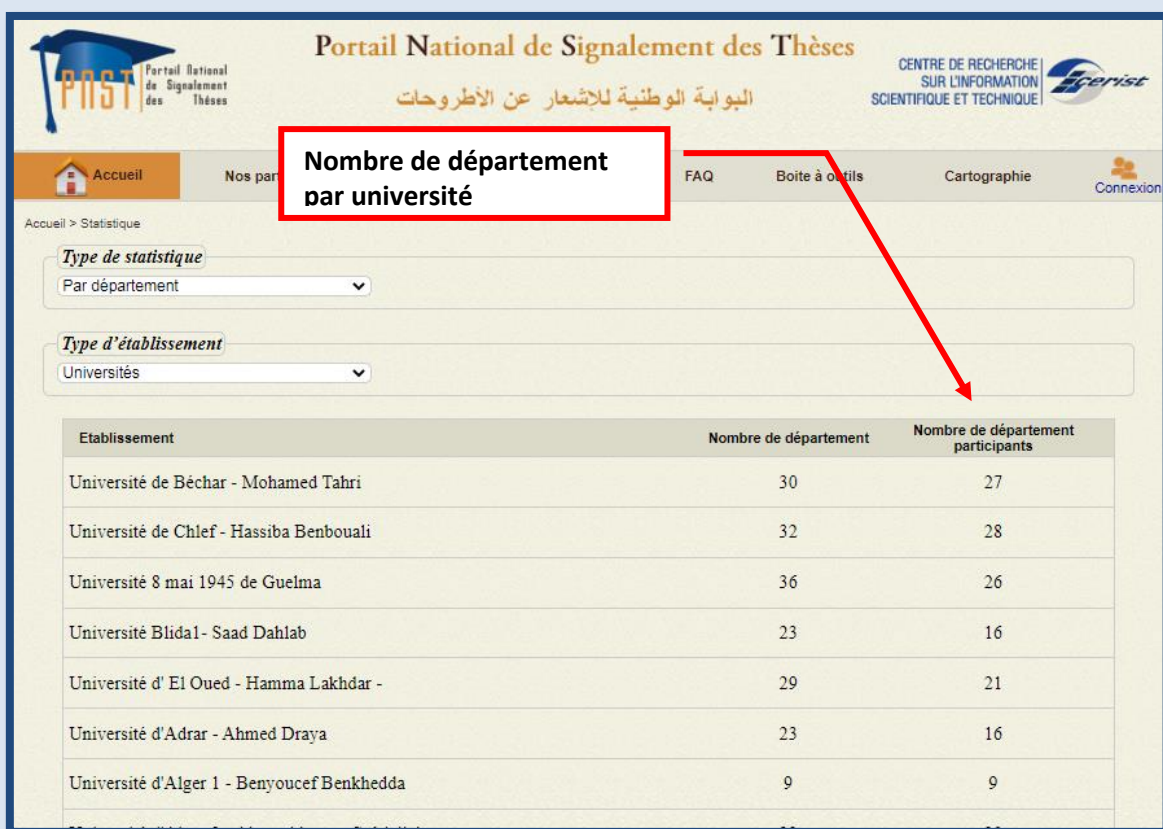 Portail National de Signalement des Thèses
PNST
Portail National
de Signalement
des Thèses
البوابة الوطنية للإشعار عن الأطروحات
CENTRE DE RECHERCHE
SUR L'INFORMATION
SCIENTIFIQUE ET TECHNIQUE
cerist
Nombre de département
par université
Accueil
Nos part
FAQ
Boite à outils
Cartographie
Connexion
Accueil > Statistique
Type de statistique
Par département
Type d'établissement
Universités
Etablissement Nombre de département Nombre de département participants
Université de Béchar - Mohamed Tahri 30 27
Université de Chlef - Hassiba Benbouali 32 28
Université 8 mai 1945 de Guelma 36 26
Université Blida1- Saad Dahlab 23 16
Université d' El Oued - Hamma Lakhdar - 29 21
Université d'Adrar - Ahmed Draya 23 16
Université d'Alger 1 - Benyoucef Benkhedda 9 9